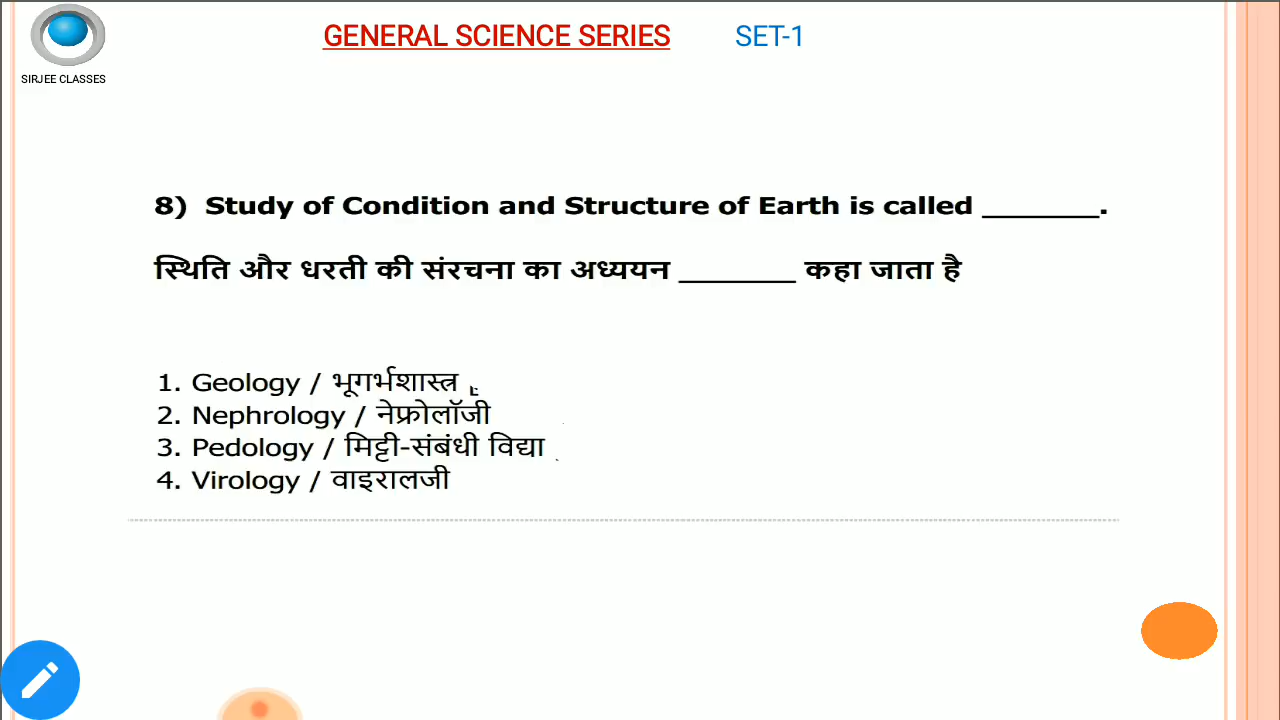 GENERAL SCIENCE SERIES SET-1
SIRJEE CLASSES
8) Study of Condition and Structure of Earth is called _______.
स्थिति और धरती की संरचना का अध्ययन _______ कहा जाता है
1. Geology / भूगर्भशास्त्र
2. Nephrology / नेफ्रोलॉजी
3. Pedology / मिट्टी-संबंधी विद्या
4. Virology / वाइरालजी